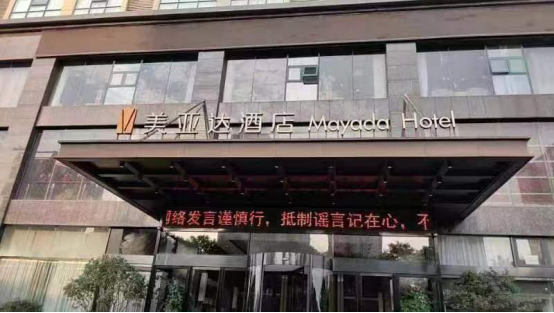 美亚达酒店 Mayada Hotel
网络发言谨慎行，抵制谣言记在心，不